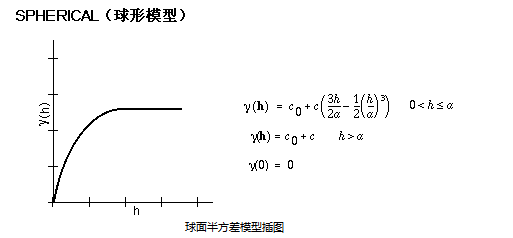 SPHERICAL（球形模型）
γ(h)
h
γ(h) = c₀ + c(3h/2a − 1/2(h/a)³) 0 < h ≤ a
γ(h) = c₀ + c h > a
γ(0) = 0
球面半方差模型插图